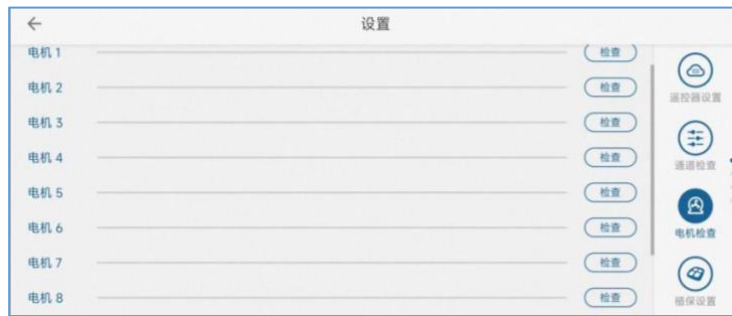 设置
电机 1 检查
电机 2 检查
电机 3 检查
电机 4 检查
电机 5 检查
电机 6 检查
电机 7 检查
电机 8 检查
遥控器设置
通道检查
电机检查
植保设置